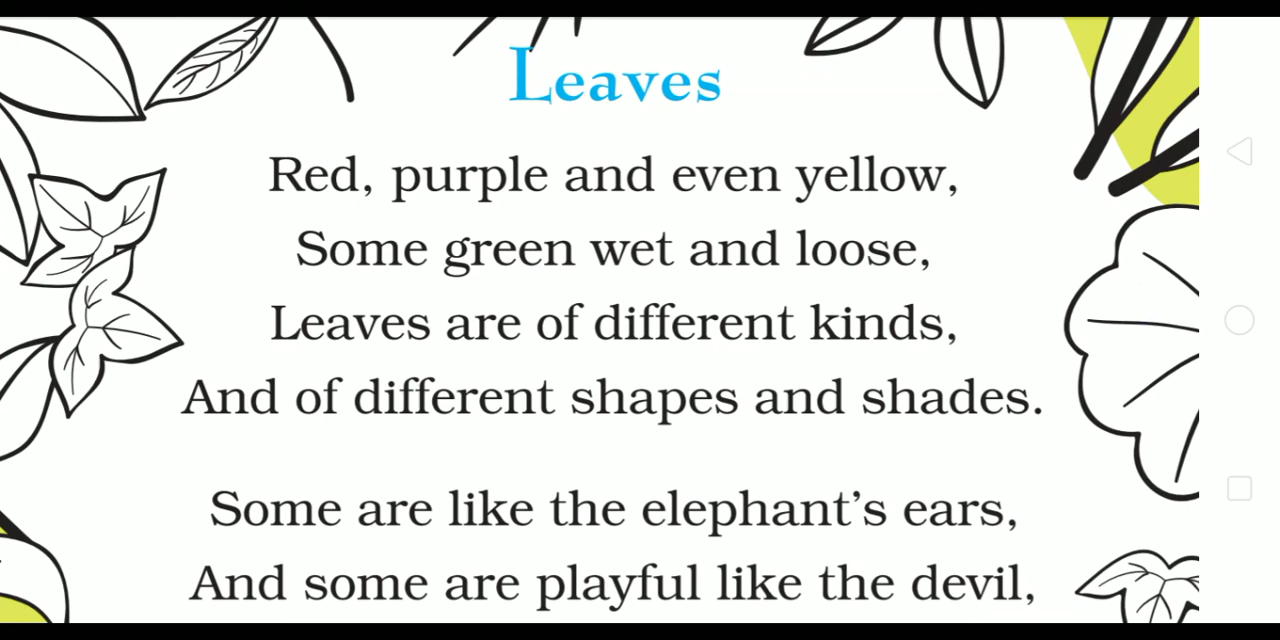 Leaves
Red, purple and even yellow,
Some green wet and loose,
Leaves are of different kinds,
And of different shapes and shades.
Some are like the elephant’s ears,
And some are playful like the devil,